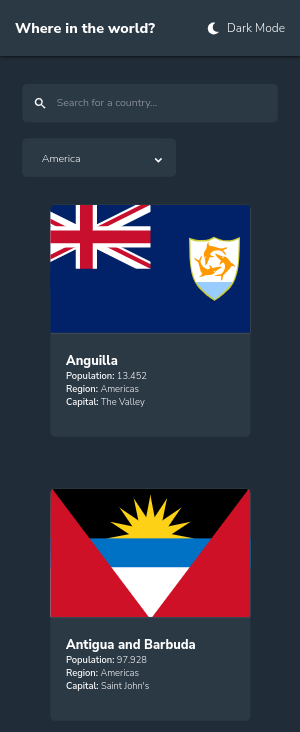 Where in the world?
Dark Mode
Search for a country...
America
Anguilla
Population: 13.452
Region: Americas
Capital: The Valley
Antigua and Barbuda
Population: 97.928
Region: Americas
Capital: Saint John's